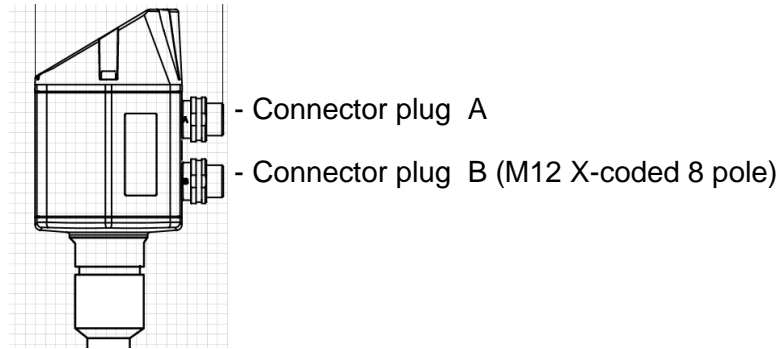 A
- Connector plug A
B
- Connector plug B (M12 X-coded 8 pole)